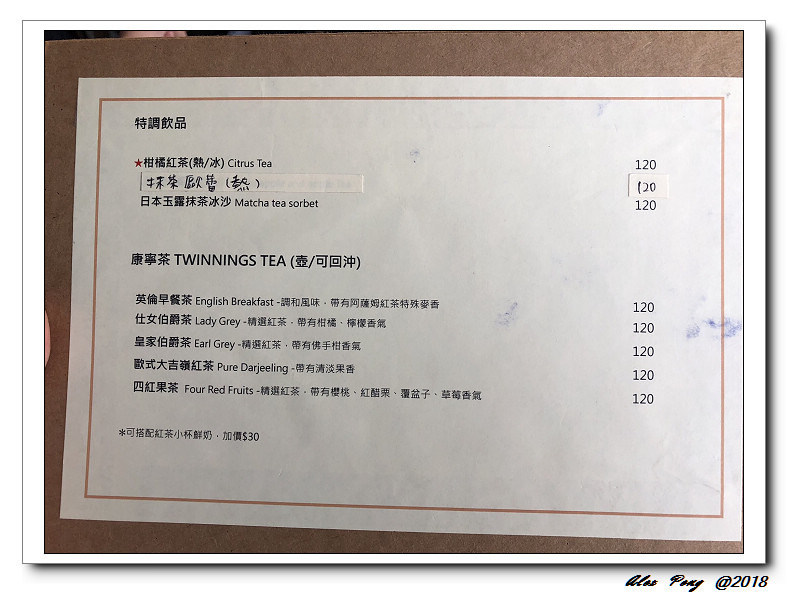 特調飲品
★柑橘紅茶(熱/冰) Citrus Tea 120
抹茶歐蕾(熱) 120
日本玉露抹茶冰沙 Matcha tea sorbet 120
康寧茶 TWINNINGS TEA (壺/可回沖)
英倫早餐茶 English Breakfast -調和風味，帶有阿薩姆紅茶特殊麥香 120
仕女伯爵茶 Lady Grey -精選紅茶，帶有柑橘、檸檬香氣 120
皇家伯爵茶 Earl Grey -精選紅茶，帶有佛手柑香氣 120
歐式大吉嶺紅茶 Pure Darjeeling -帶有清淡果香 120
四紅果茶 Four Red Fruits -精選紅茶，帶有櫻桃、紅醋栗、覆盆子、草莓香氣 120
＊可搭配紅茶小杯鮮奶，加價$30
Alex Pong @2018